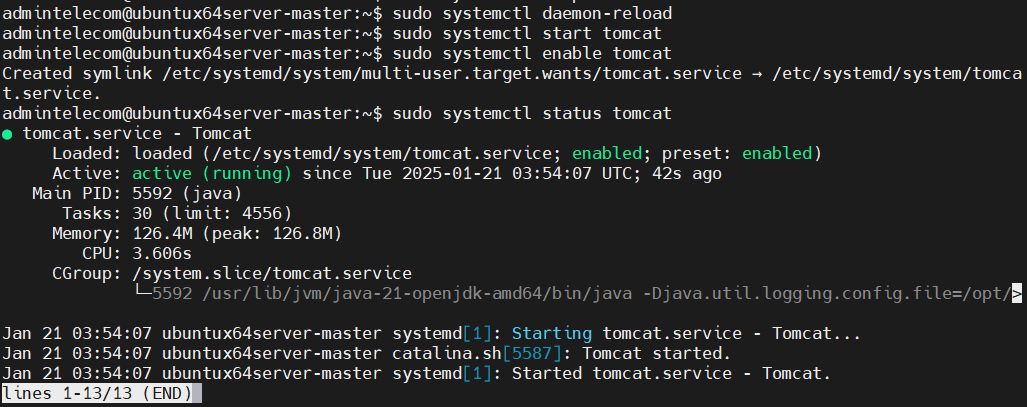 admintelecom@ubuntux64server-master:~$ sudo systemctl daemon-reload
admintelecom@ubuntux64server-master:~$ sudo systemctl start tomcat
admintelecom@ubuntux64server-master:~$ sudo systemctl enable tomcat
Created symlink /etc/systemd/system/multi-user.target.wants/tomcat.service → /etc/systemd/system/tomca
t.service.
admintelecom@ubuntux64server-master:~$ sudo systemctl status tomcat
● tomcat.service - Tomcat
     Loaded: loaded (/etc/systemd/system/tomcat.service; enabled; preset: enabled)
     Active: active (running) since Tue 2025-01-21 03:54:07 UTC; 42s ago
   Main PID: 5592 (java)
      Tasks: 30 (limit: 4556)
     Memory: 126.4M (peak: 126.8M)
        CPU: 3.606s
     CGroup: /system.slice/tomcat.service
             └─5592 /usr/lib/jvm/java-21-openjdk-amd64/bin/java -Djava.util.logging.config.file=/opt/>
Jan 21 03:54:07 ubuntux64server-master systemd[1]: Starting tomcat.service - Tomcat...
Jan 21 03:54:07 ubuntux64server-master catalina.sh[5587]: Tomcat started.
Jan 21 03:54:07 ubuntux64server-master systemd[1]: Started tomcat.service - Tomcat.
lines 1-13/13 (END)